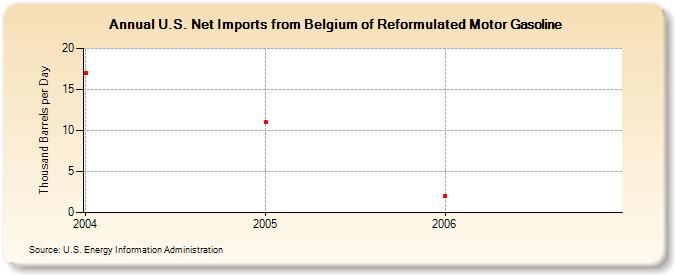 Annual U.S. Net Imports from Belgium of Reformulated Motor Gasoline
Thousand Barrels per Day
20
15
10
5
0
2004
2005
2006
Source: U.S. Energy Information Administration